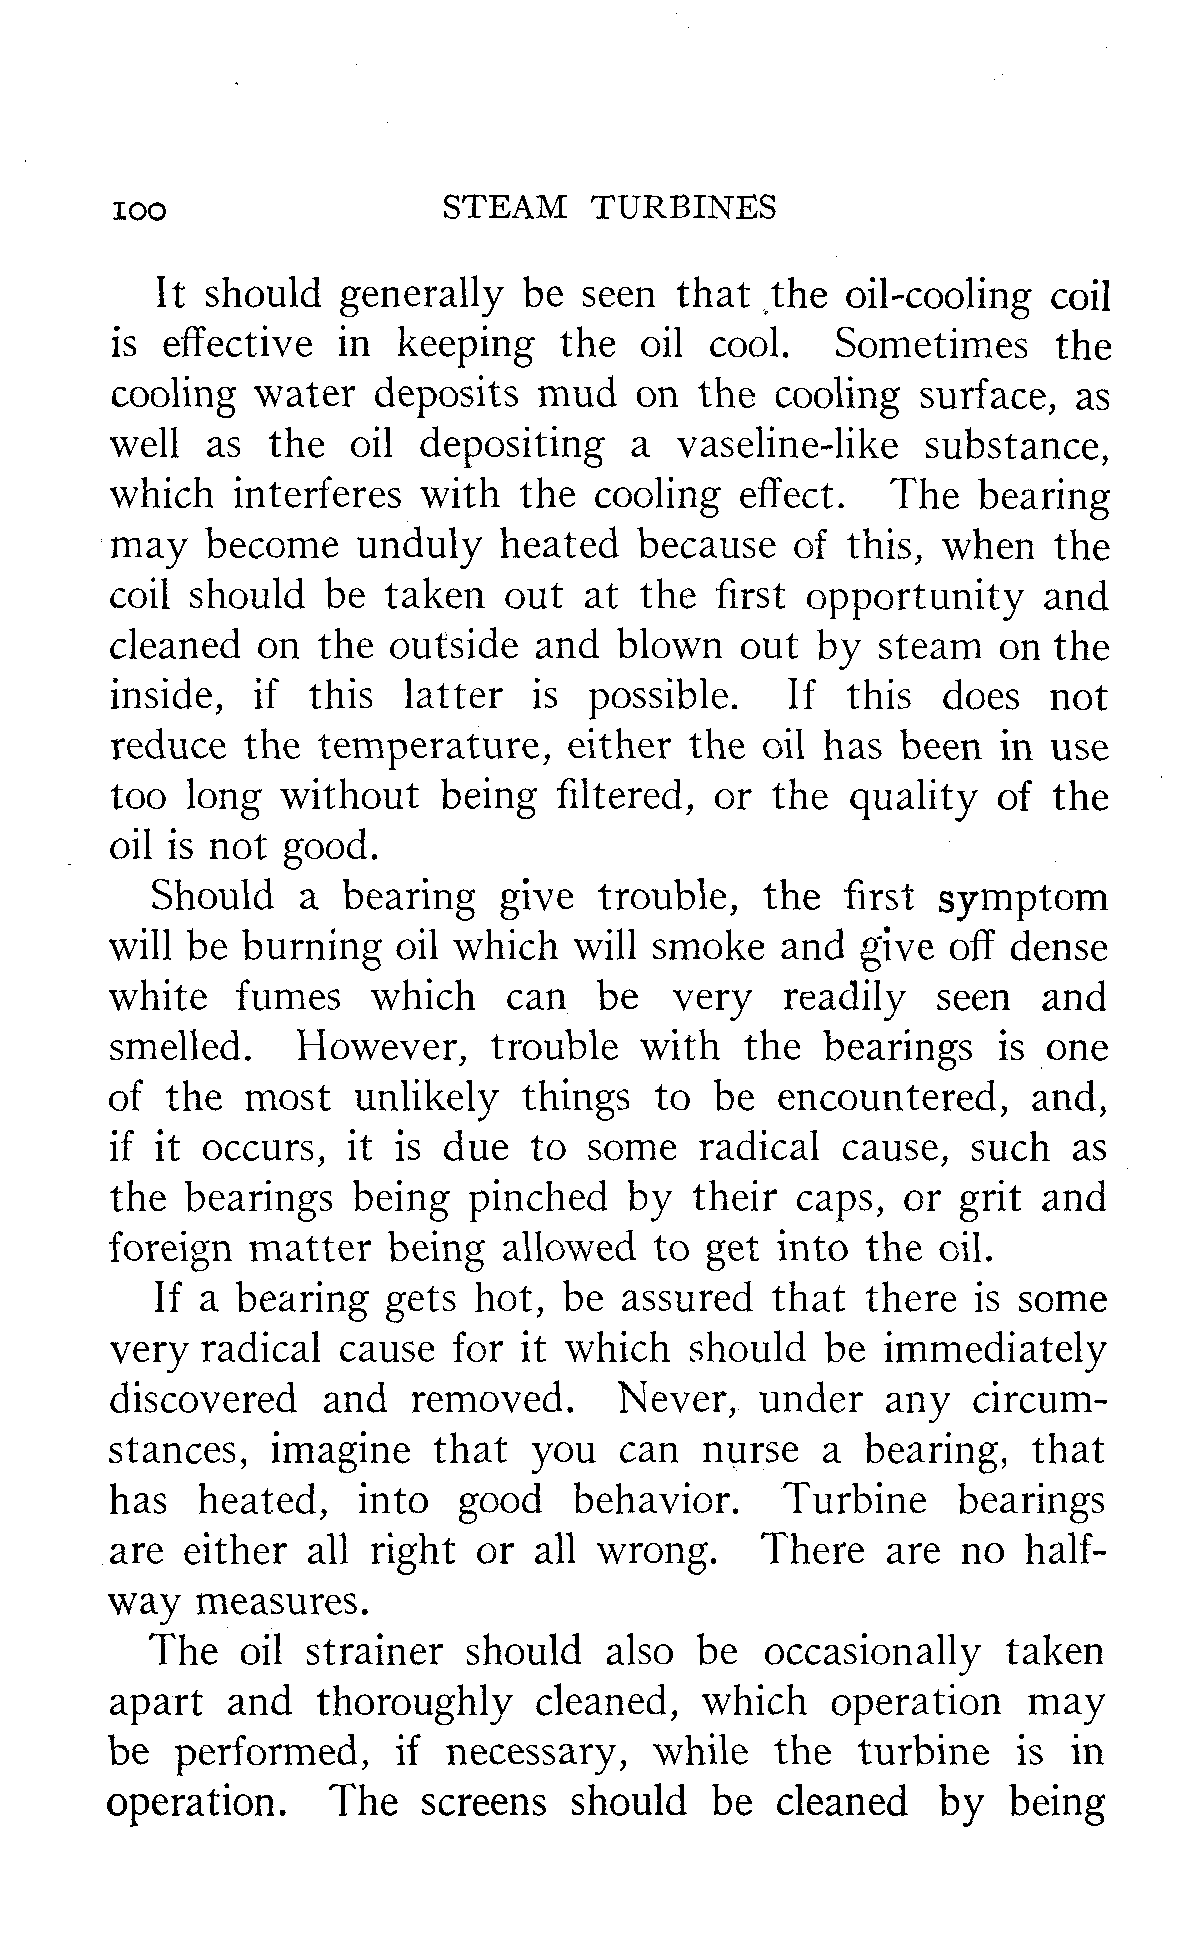 100 STEAM TURBINES
It should generally be seen that the oil-cooling coil
is effective in keeping the oil cool. Sometimes the
cooling water deposits mud on the cooling surface, as
well as the oil depositing a vaseline-like substance,
which interferes with the cooling effect. The bearing
may become unduly heated because of this, when the
coil should be taken out at the first opportunity and
cleaned on the outside and blown out by steam on the
inside, if this latter is possible. If this does not
reduce the temperature, either the oil has been in use
too long without being filtered, or the quality of the
oil is not good.
Should a bearing give trouble, the first symptom
will be burning oil which will smoke and give off dense
white fumes which can be very readily seen and
smelled. However, trouble with the bearings is one
of the most unlikely things to be encountered, and,
if it occurs, it is due to some radical cause, such as
the bearings being pinched by their caps, or grit and
foreign matter being allowed to get into the oil.
If a bearing gets hot, be assured that there is some
very radical cause for it which should be immediately
discovered and removed. Never, under any circum-
stances, imagine that you can nurse a bearing, that
has heated, into good behavior. Turbine bearings
are either all right or all wrong. There are no half-
way measures.
The oil strainer should also be occasionally taken
apart and thoroughly cleaned, which operation may
be performed, if necessary, while the turbine is in
operation. The screens should be cleaned by being